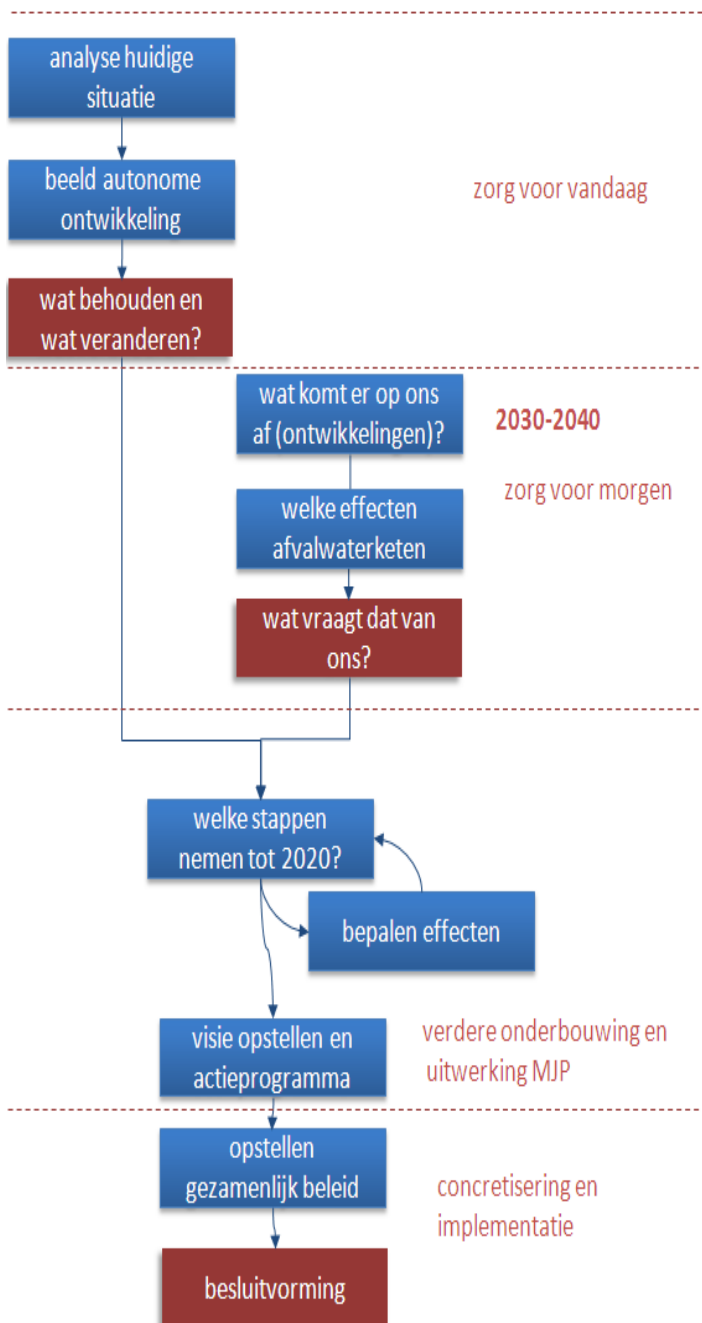 analyse huidige
situatie
beeld autonome
ontwikkeling
zorg voor vandaag
wat behouden en
wat veranderen?
wat komt er op ons
af (ontwikkelingen)?
2030-2040
zorg voor morgen
welke effecten
afvalwaterketen
wat vraagt dat van
ons?
welke stappen
nemen tot 2020?
bepalen effecten
visie opstellen en
actieprogramma
verdere onderbouwing en
uitwerking MJP
opstellen
gezamenlijk beleid
concretisering en
implementatie
besluitvorming